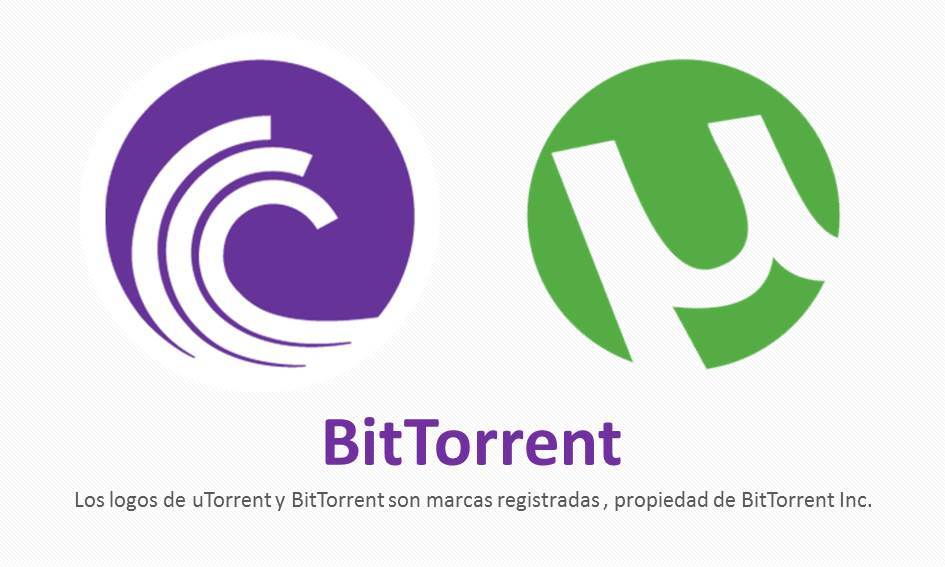 µ
BitTorrent
Los logos de uTorrent y BitTorrent son marcas registradas , propiedad de BitTorrent Inc.